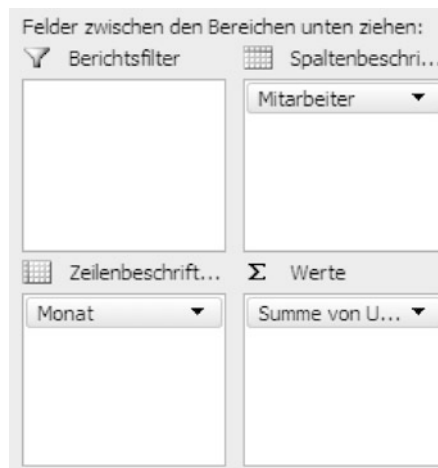 Felder zwischen den Bereichen unten ziehen:
Berichtsfilter
Spaltenbeschri...
Mitarbeiter
Zeilenbeschrift...
Σ Werte
Monat
Summe von U...